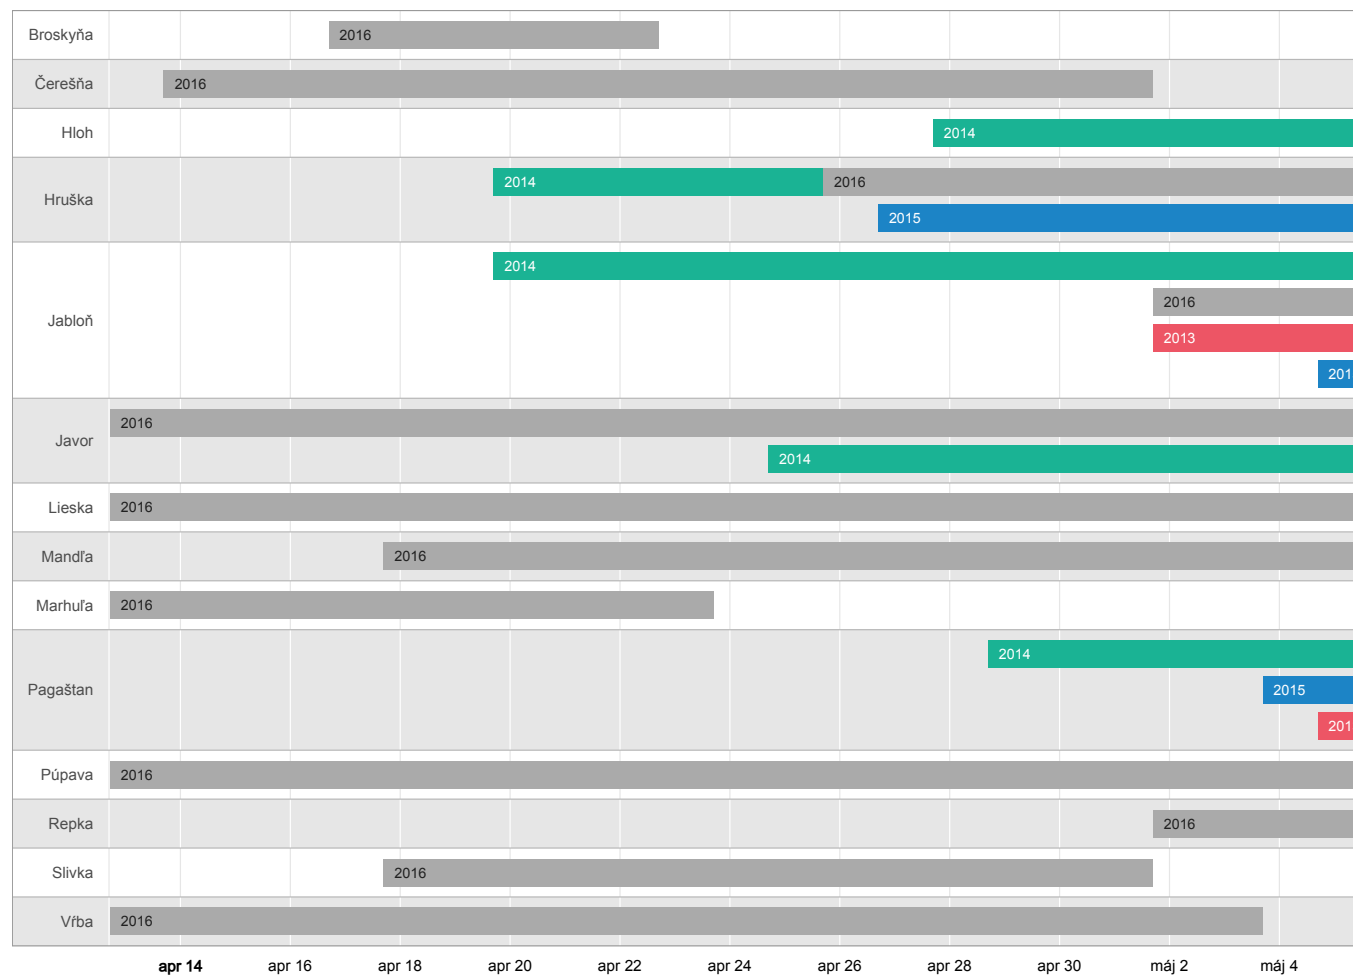 Broskyňa
2016
Čerešňa
2016
Hloh
2014
Hruška
2014 2016
2015
Jabloň
2014
2016
2013
201
Javor
2016
2014
Lieska
2016
Mandľa
2016
Marhuľa
2016
Pagaštan
2014
2015
201
Púpava
2016
Repka
2016
Slivka
2016
Vŕba
2016
apr 14 apr 16 apr 18 apr 20 apr 22 apr 24 apr 26 apr 28 apr 30 máj 2 máj 4